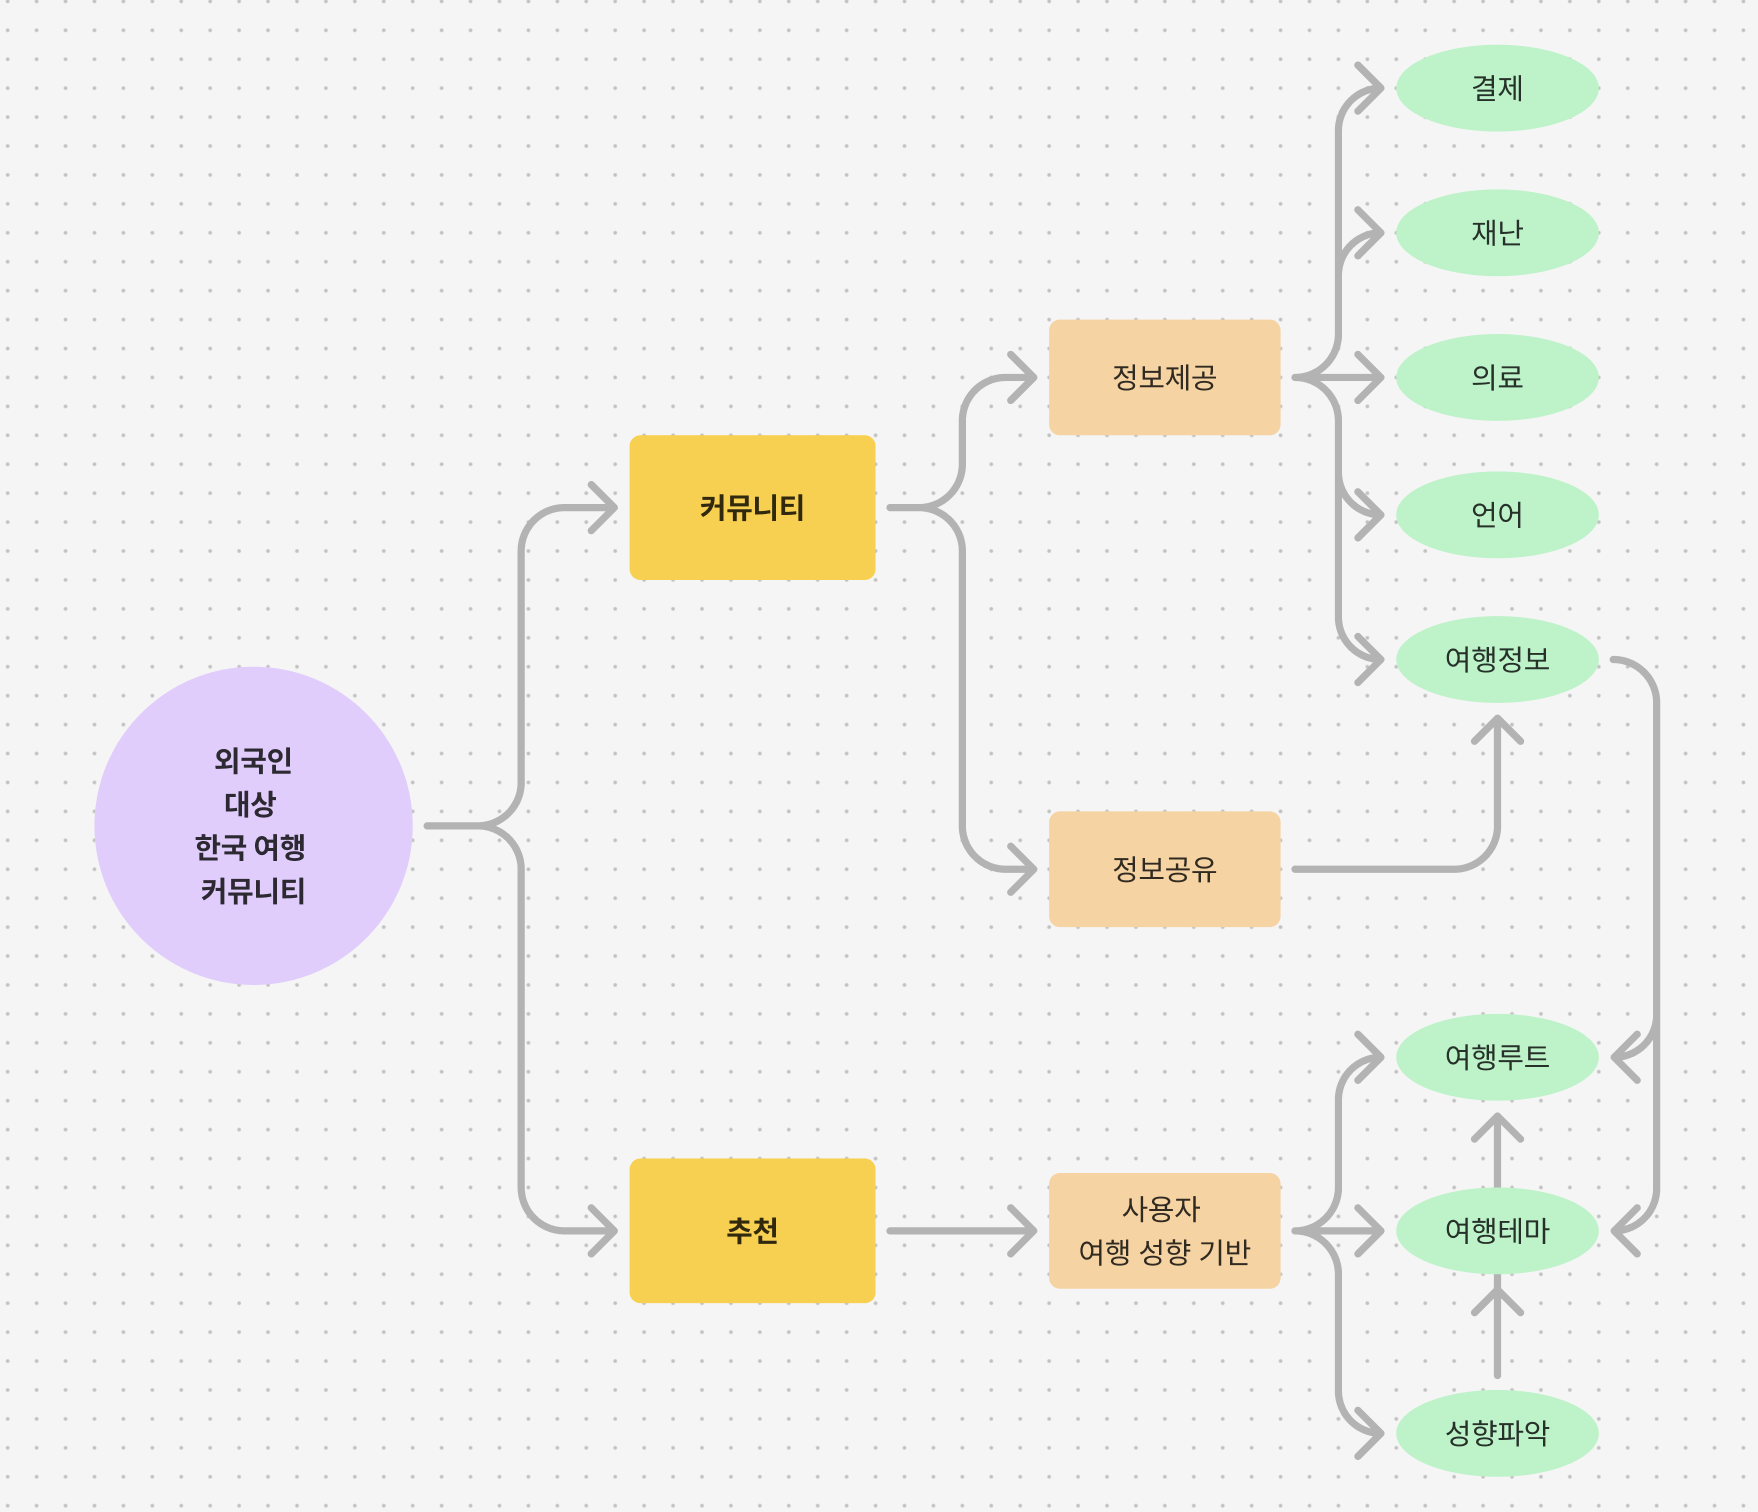 외국인
대상
한국 여행
커뮤니티
커뮤니티
추천
정보제공
정보공유
사용자
여행 성향 기반
결제
재난
의료
언어
여행정보
여행루트
여행테마
성향파악